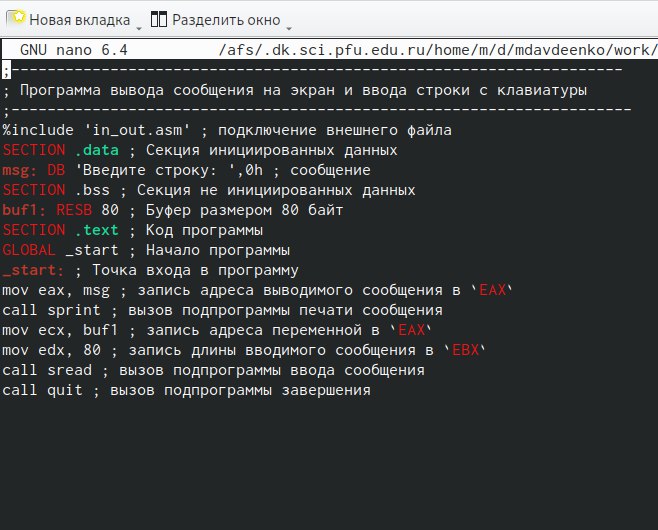 Новая вкладка Разделить окно
GNU nano 6.4 /afs/.dk.sci.pfu.edu.ru/home/m/d/mdavdeenko/work/
;--------------------------------------------------------------------
; Программа вывода сообщения на экран и ввода строки с клавиатуры
;---------------------------------------------------------------------
%include 'in_out.asm' ; подключение внешнего файла
SECTION .data ; Секция инициированных данных
msg: DB 'Введите строку: ',0h ; сообщение
SECTION .bss ; Секция не инициированных данных
buf1: RESB 80 ; Буфер размером 80 байт
SECTION .text ; Код программы
GLOBAL _start ; Начало программы
_start: ; Точка входа в программу
mov eax, msg ; запись адреса выводимого сообщения в `EAX`
call sprint ; вызов подпрограммы печати сообщения
mov ecx, buf1 ; запись адреса переменной в `EAX`
mov edx, 80 ; запись длины вводимого сообщения в `EBX`
call sread ; вызов подпрограммы ввода сообщения
call quit ; вызов подпрограммы завершения